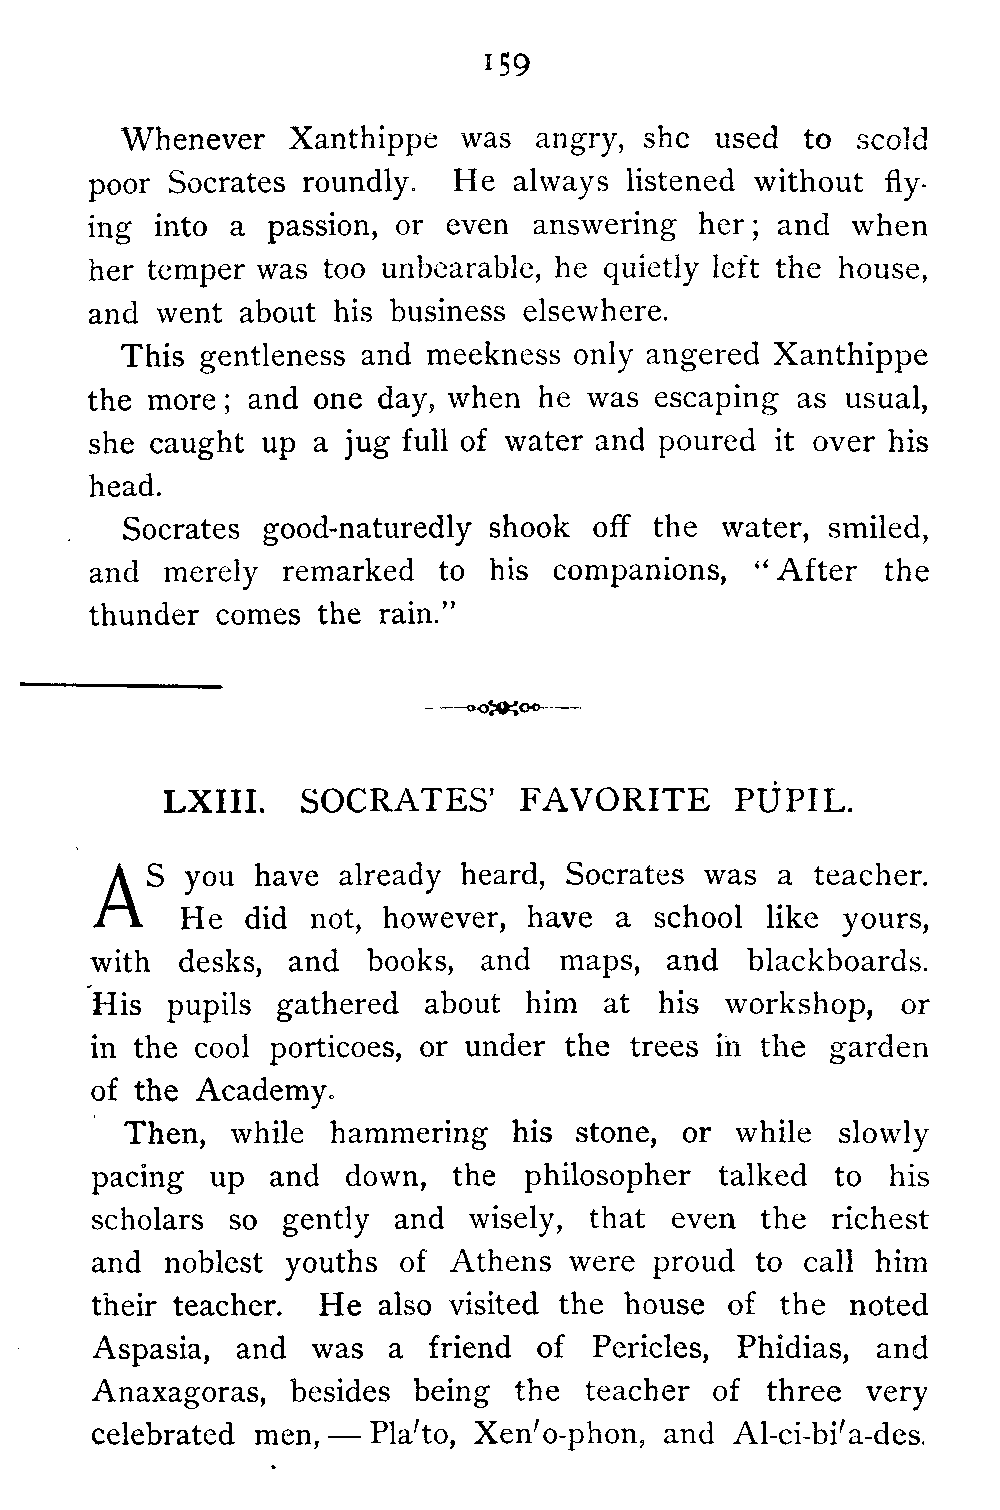 159
Whenever Xanthippe was angry, she used to scold
poor Socrates roundly. He always listened without fly-
ing into a passion, or even answering her; and when
her temper was too unbearable, he quietly left the house,
and went about his business elsewhere.
This gentleness and meekness only angered Xanthippe
the more; and one day, when he was escaping as usual,
she caught up a jug full of water and poured it over his
head.
Socrates good-naturedly shook off the water, smiled,
and merely remarked to his companions, “After the
thunder comes the rain.”
LXIII. SOCRATES’ FAVORITE PUPIL.
AS you have already heard, Socrates was a teacher.
He did not, however, have a school like yours,
with desks, and books, and maps, and blackboards.
His pupils gathered about him at his workshop, or
in the cool porticoes, or under the trees in the garden
of the Academy.
Then, while hammering his stone, or while slowly
pacing up and down, the philosopher talked to his
scholars so gently and wisely, that even the richest
and noblest youths of Athens were proud to call him
their teacher. He also visited the house of the noted
Aspasia, and was a friend of Pericles, Phidias, and
Anaxagoras, besides being the teacher of three very
celebrated men, — Pla′to, Xen′o-phon, and Al-ci-bi′a-des.